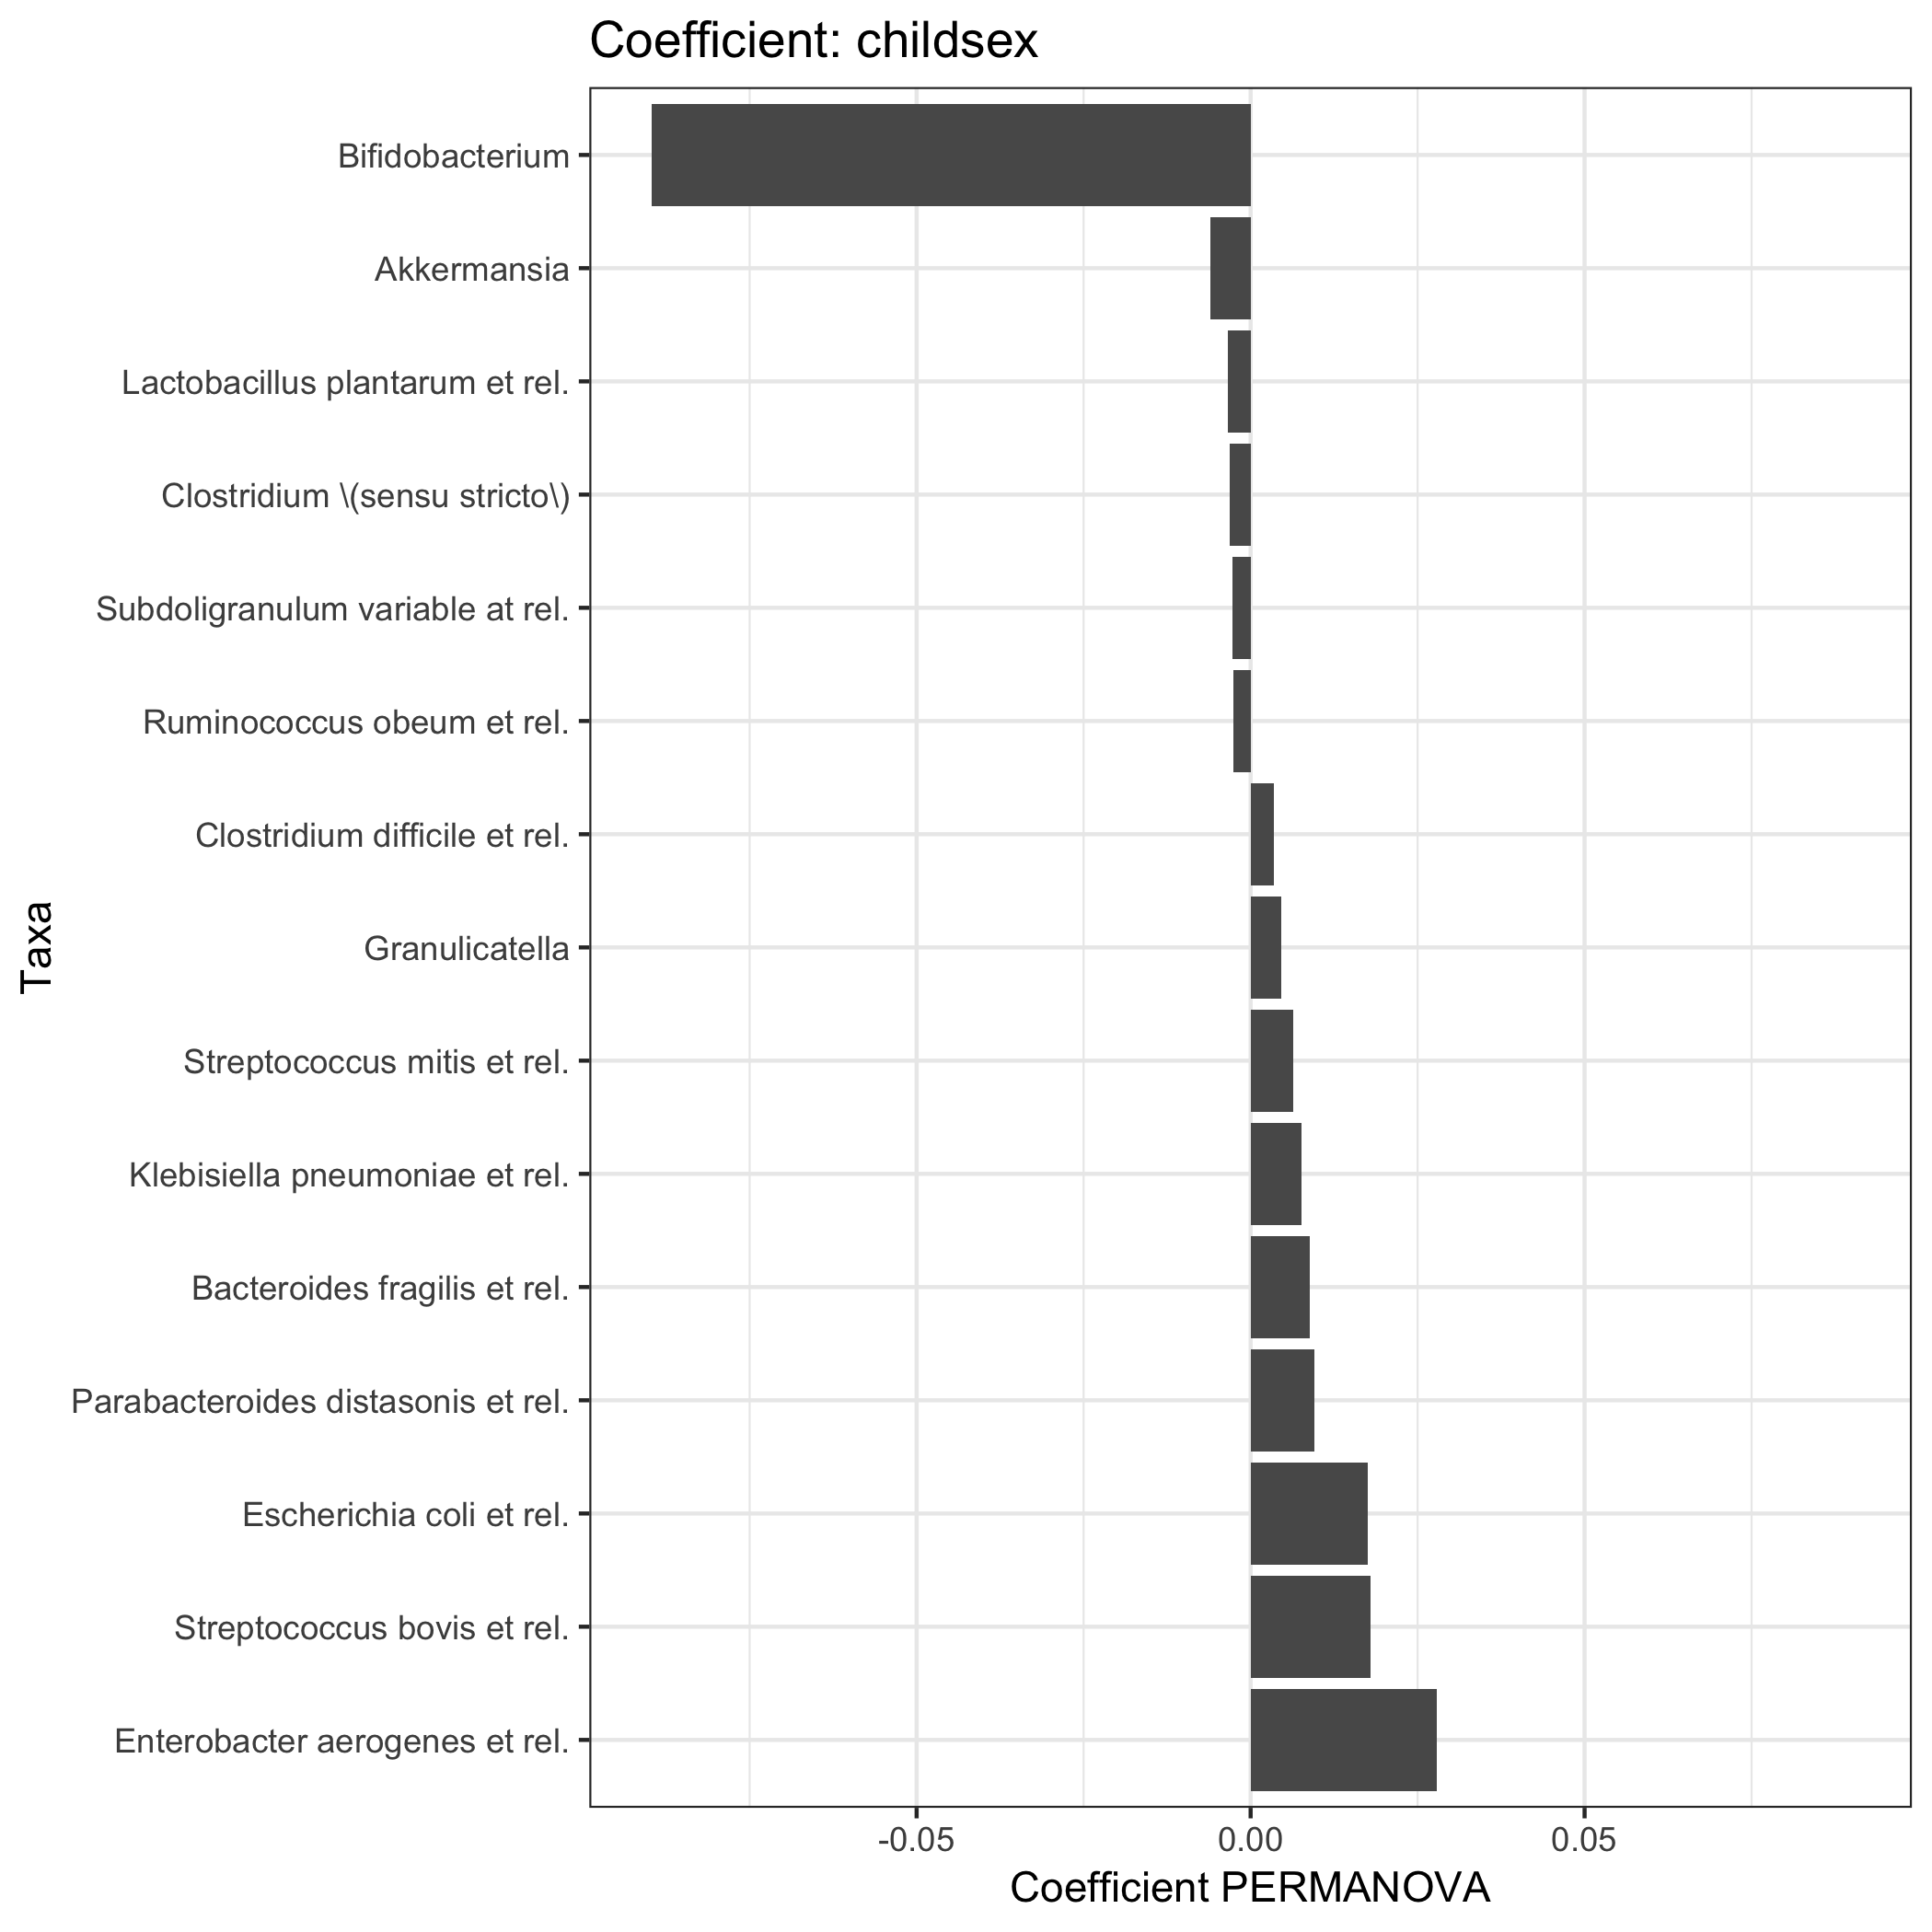 Coefficient: childsex
Bifidobacterium
Akkermansia
Lactobacillus plantarum et rel.
Clostridium \(sensu stricto\)
Subdoligranulum variable at rel.
Ruminococcus obeum et rel.
Clostridium difficile et rel.
Granulicatella
Streptococcus mitis et rel.
Klebisiella pneumoniae et rel.
Bacteroides fragilis et rel.
Parabacteroides distasonis et rel.
Escherichia coli et rel.
Streptococcus bovis et rel.
Enterobacter aerogenes et rel.
Taxa
-0.05 0.00 0.05
Coefficient PERMANOVA